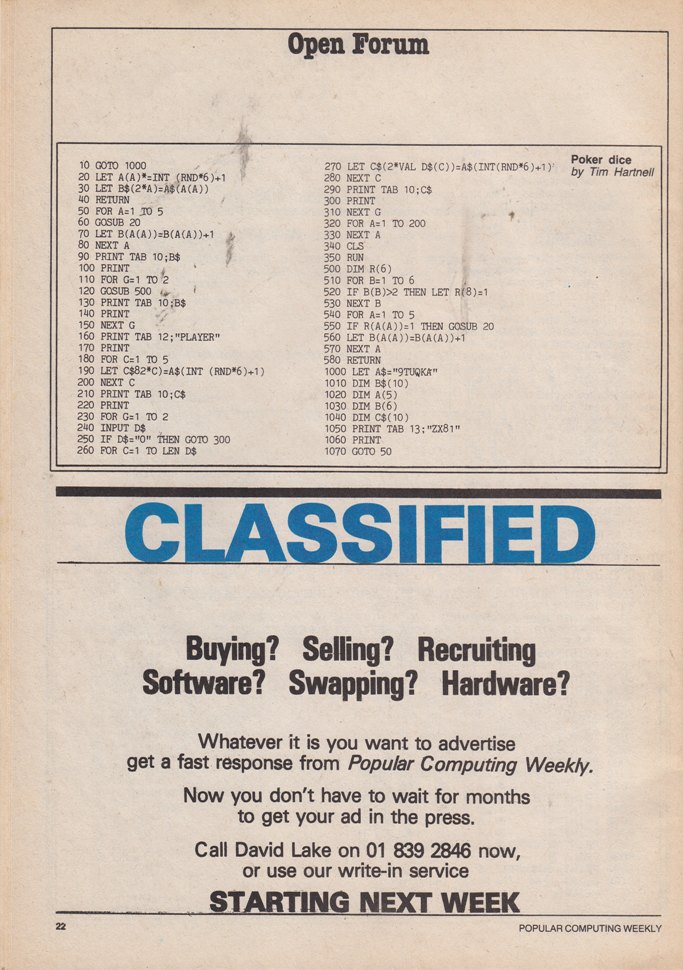 Open Forum
10 GOTO 1000
20 LET A(A)*=INT (RND*6)+1
30 LET B$(2*A)=A$(A(A))
40 RETURN
50 FOR A=1 TO 5
60 GOSUB 20
70 LET B(A(A))=B(A(A))+1
80 NEXT A
90 PRINT TAB 10;B$
100 PRINT
110 FOR G=1 TO 2
120 GOSUB 500
130 PRINT TAB 10;B$
140 PRINT
150 NEXT G
160 PRINT TAB 12;"PLAYER"
170 PRINT
180 FOR C=1 TO 5
190 LET C$82*C)=A$(INT (RND*6)+1)
200 NEXT C
210 PRINT TAB 10;C$
220 PRINT
230 FOR G=1 TO 2
240 INPUT D$
250 IF D$="0" THEN GOTO 300
260 FOR C=1 TO LEN D$
270 LET C$(2*VAL D$(C))=A$(INT(RND*6)+1)
280 NEXT C
290 PRINT TAB 10;C$
300 PRINT
310 NEXT G
320 FOR A=1 TO 200
330 NEXT A
340 CLS
350 RUN
500 DIM R(6)
510 FOR B=1 TO 6
520 IF B(B)>2 THEN LET R(8)=1
530 NEXT B
540 FOR A=1 TO 5
550 IF R(A(A))=1 THEN GOSUB 20
560 LET B(A(A))=B(A(A))+1
570 NEXT A
580 RETURN
1000 LET A$="9TUQKA"
1010 DIM B$(10)
1020 DIM A(5)
1030 DIM B(6)
1040 DIM C$(10)
1050 PRINT TAB 13;"ZX81"
1060 PRINT
1070 GOTO 50
Poker dice
by Tim Hartnell
CLASSIFIED
Buying? Selling? Recruiting
Software? Swapping? Hardware?
Whatever it is you want to advertise
get a fast response from Popular Computing Weekly.
Now you don't have to wait for months
to get your ad in the press.
Call David Lake on 01 839 2846 now,
or use our write-in service
STARTING NEXT WEEK
22
POPULAR COMPUTING WEEKLY